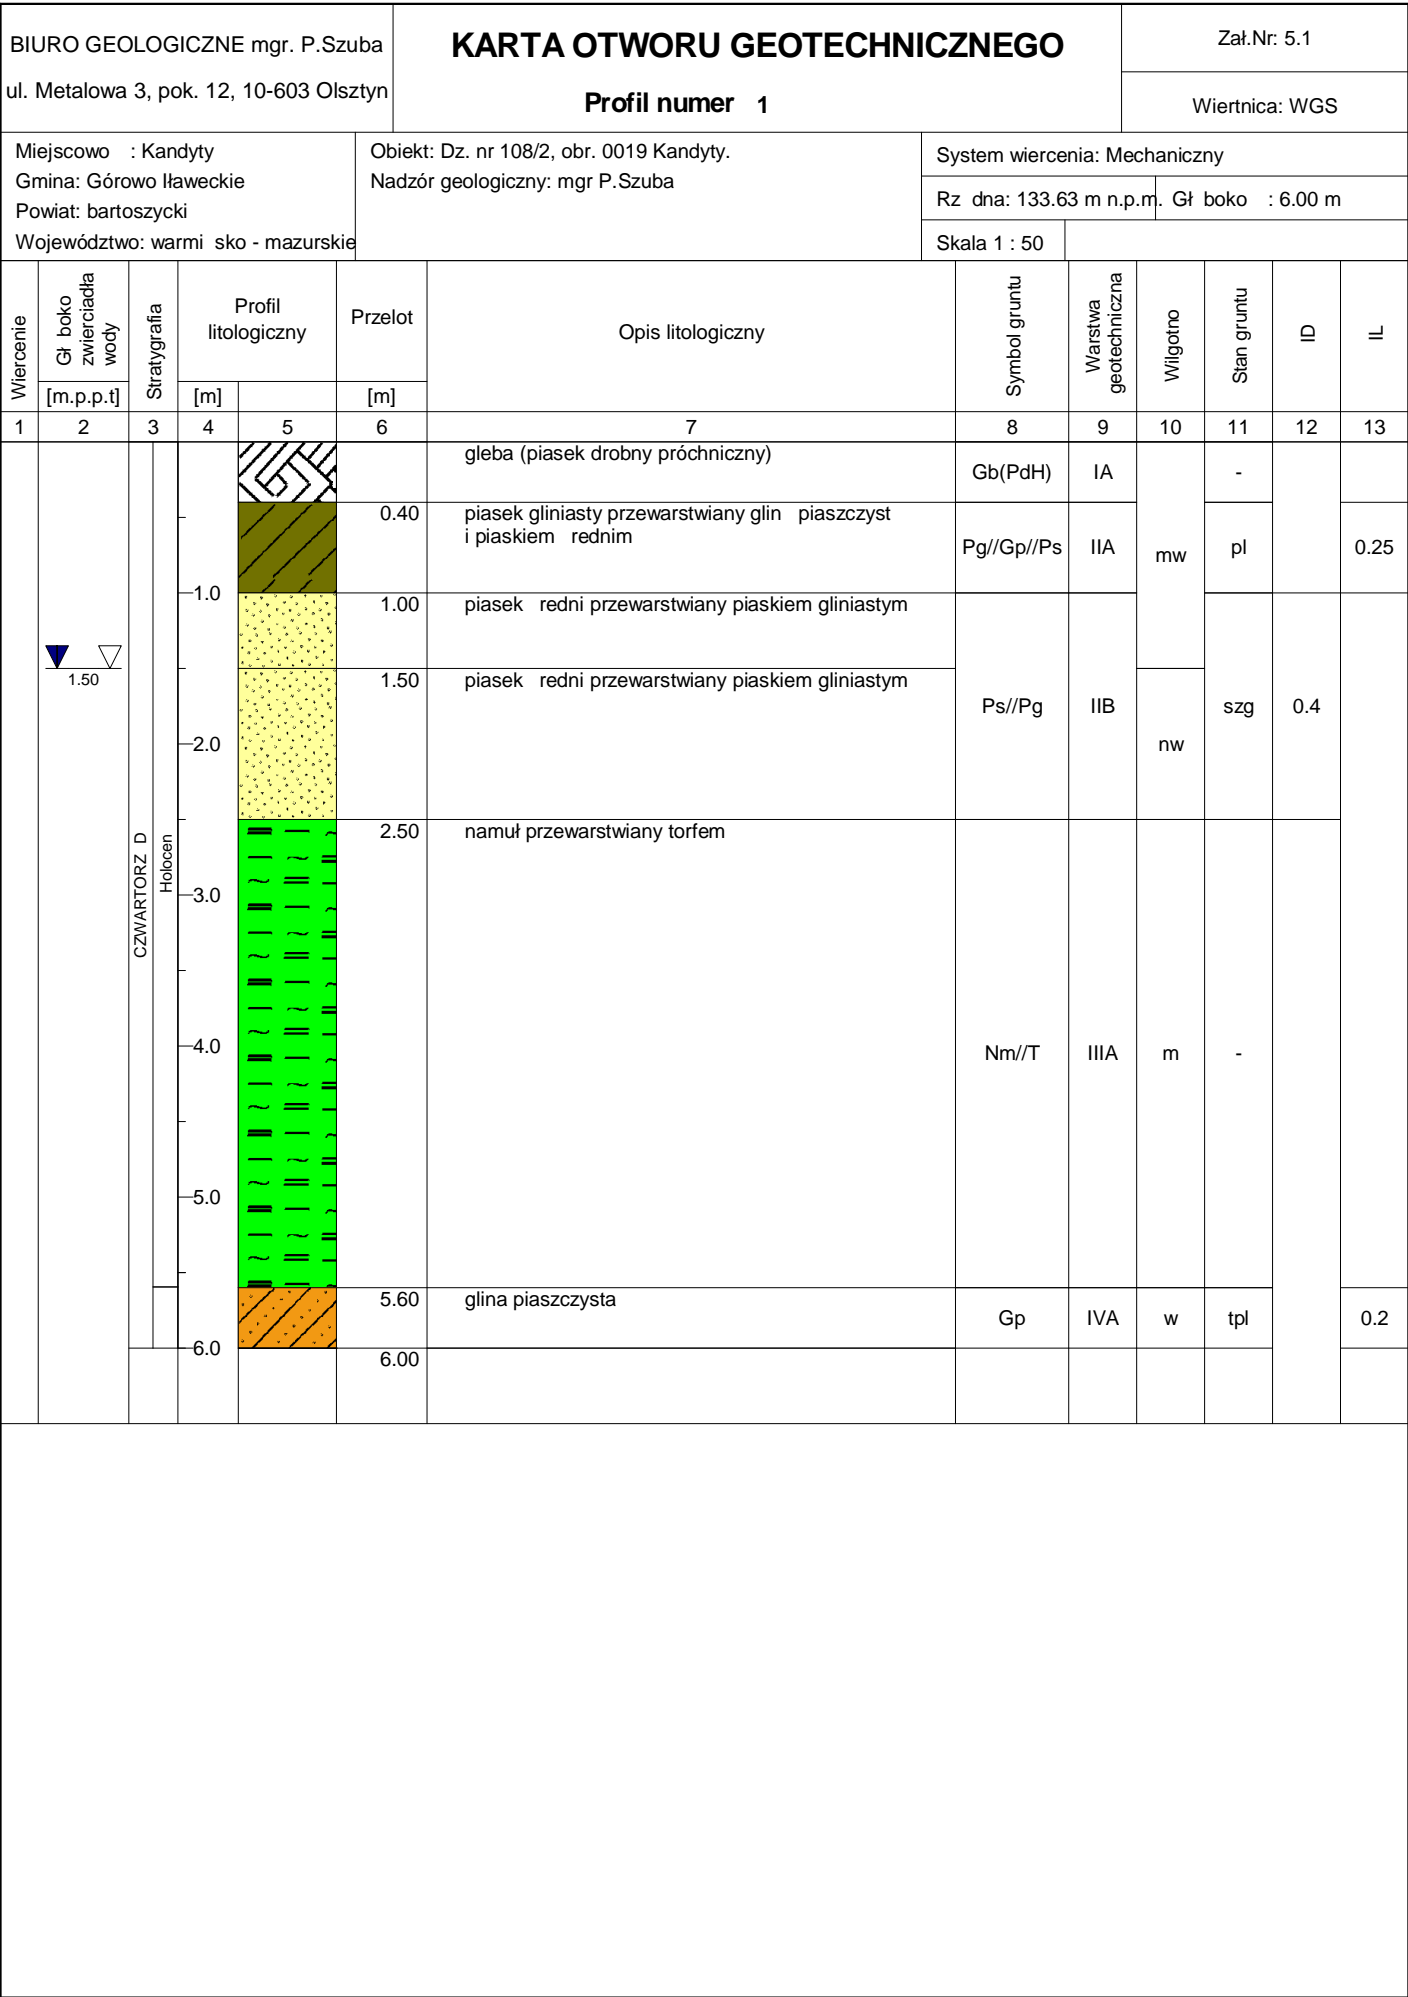 BIURO GEOLOGICZNE mgr. P.Szuba
ul. Metalowa 3, pok. 12, 10-603 Olsztyn
KARTA OTWORU GEOTECHNICZNEGO
Profil numer 1
Zał.Nr: 5.1
Wiertnica: WGS
Miejscowo : Kandyty
Gmina: Górowo Iławeckie
Powiat: bartoszycki
Województwo: warmi sko - mazurskie
Obiekt: Dz. nr 108/2, obr. 0019 Kandyty.
Nadzór geologiczny: mgr P.Szuba
System wiercenia: Mechaniczny
Rz dna: 133.63 m n.p.m. Gł boko : 6.00 m
Skala 1 : 50
Wiercenie
Gł boko
zwierciadła
wody
[m.p.p.t]
Stratygrafia
Profil
litologiczny
[m]
Przelot
[m]
Opis litologiczny
Symbol gruntu
Warstwa
geotechniczna
Wilgotno
Stan gruntu
ID
IL
1 2 3 4 5 6 7 8 9 10 11 12 13
gleba (piasek drobny próchniczny)
Gb(PdH) IA -
0.40 piasek gliniasty przewarstwiany glin piaszczyst
i piaskiem rednim
Pg//Gp//Ps IIA mw pl 0.25
1.0
1.00 piasek redni przewarstwiany piaskiem gliniastym
1.50
1.50 piasek redni przewarstwiany piaskiem gliniastym
Ps//Pg IIB szg 0.4
2.0
nw
2.50 namuł przewarstwiany torfem
CZWARTORZ D
Holocen
3.0
4.0
Nm//T IIIA m -
5.0
5.60 glina piaszczysta
Gp IVA w tpl 0.2
6.0
6.00